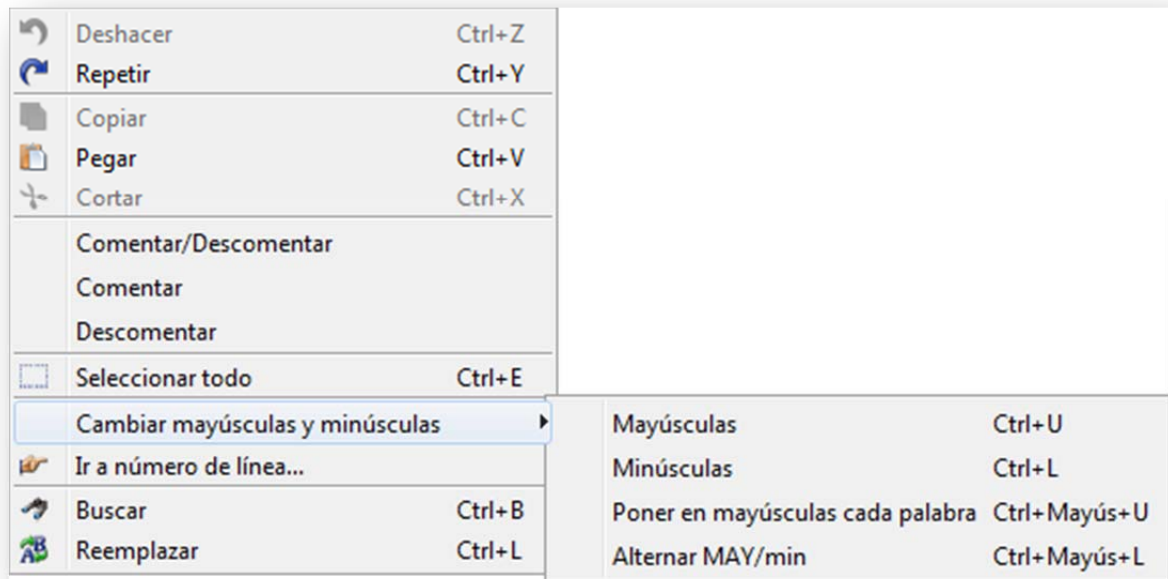 Deshacer Ctrl+Z
Repetir Ctrl+Y
Copiar Ctrl+C
Pegar Ctrl+V
Cortar Ctrl+X
Comentar/Descomentar
Comentar
Descomentar
Seleccionar todo Ctrl+E
Cambiar mayúsculas y minúsculas
Ir a número de línea...
Buscar Ctrl+B
Reemplazar Ctrl+L
Mayúsculas Ctrl+U
Minúsculas Ctrl+L
Poner en mayúsculas cada palabra Ctrl+Mayús+U
Alternar MAY/min Ctrl+Mayús+L